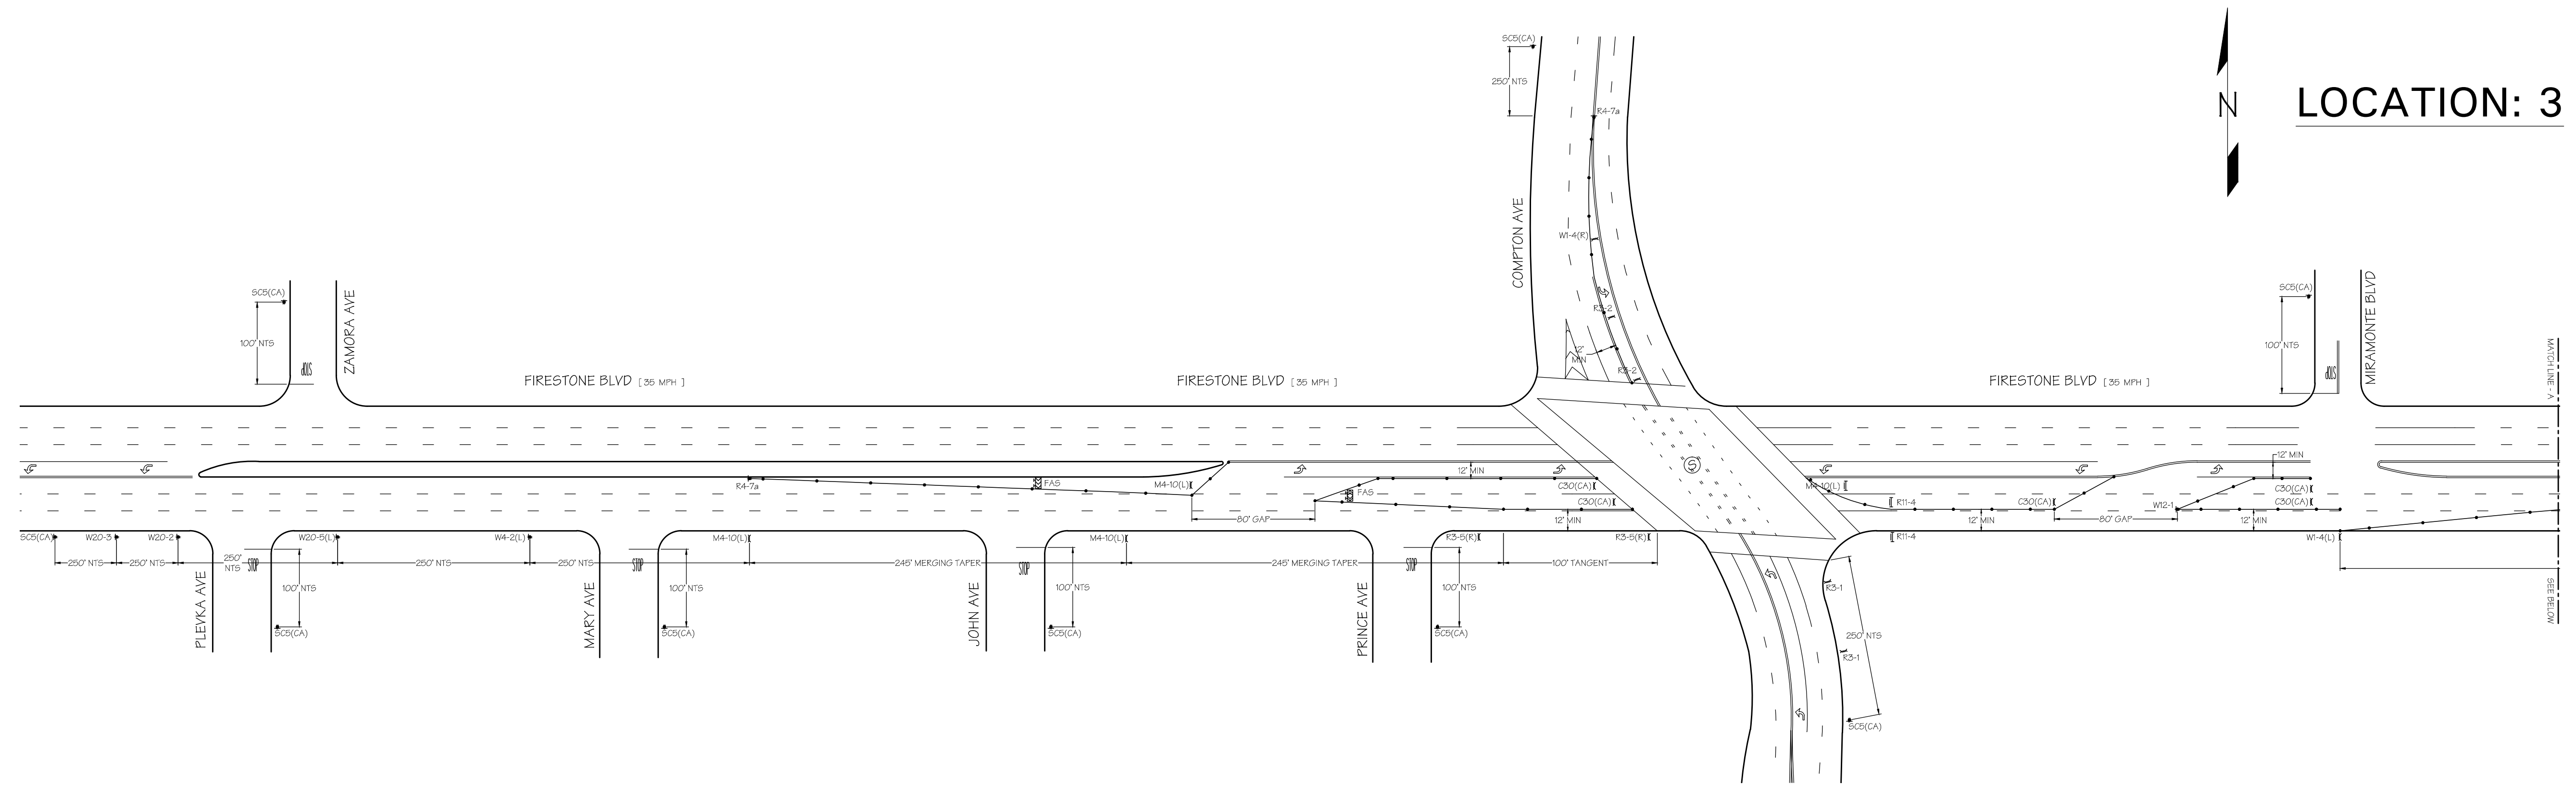 SC5(CA)
250' NTS
R4-7a
N
LOCATION: 3
COMPTON AVE
W1-4(R)
R3-2
12'
MIN
R3-2
SC5(CA)
100' NTS
STOP
ZAMORA AVE
FIRESTONE BLVD [ 35 MPH ]
FIRESTONE BLVD [ 35 MPH ]
FIRESTONE BLVD [ 35 MPH ]
SC5(CA)
100' NTS
STOP
MIRAMONTE BLVD
MATCH LINE - A
SEE BELOW
S
R4-7a
FAS
M4-10(L)
80' GAP
FAS
12' MIN
C30(CA)
C30(CA)
12' MIN
M4-10(L)
R11-4
R11-4
12' MIN
C30(CA)
80' GAP
W12-1
12' MIN
C30(CA)
C30(CA)
12' MIN
W1-4(L)
SC5(CA)
W20-3
W20-2
W20-5(L)
W4-2(L)
M4-10(L)
M4-10(L)
R3-5(R)
R3-5(R)
250' NTS
250' NTS
250'
NTS
250' NTS
250' NTS
245' MERGING TAPER
245' MERGING TAPER
100' TANGENT
STOP
STOP
STOP
STOP
PLEVKA AVE
100' NTS
SC5(CA)
MARY AVE
100' NTS
SC5(CA)
JOHN AVE
100' NTS
SC5(CA)
PRINCE AVE
100' NTS
SC5(CA)
R3-1
R3-1
250' NTS
SC5(CA)